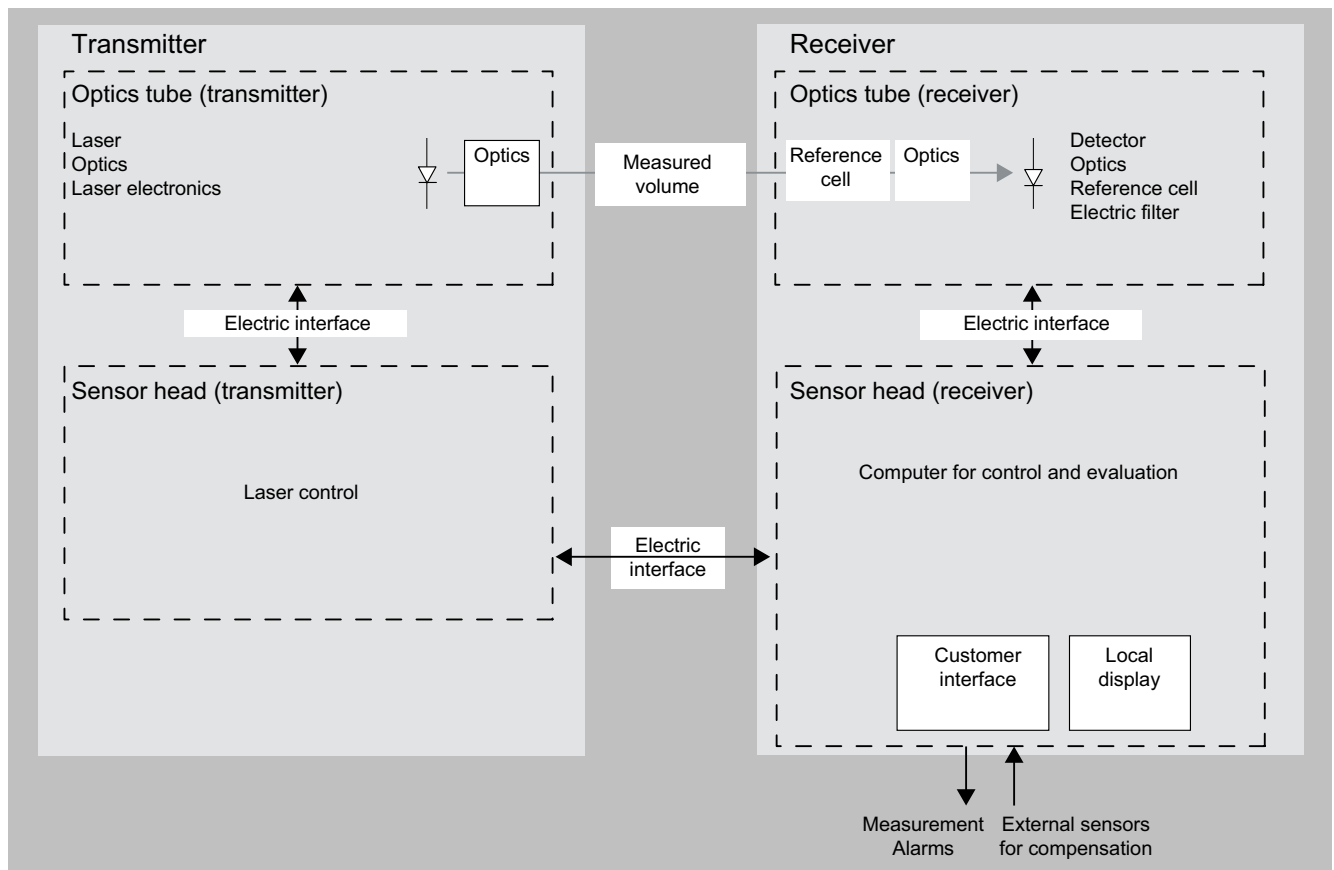 Transmitter
Optics tube (transmitter)
Laser
Optics
Laser electronics
Optics
Measured
volume
Electric interface
Sensor head (transmitter)
Laser control
Electric
interface
Receiver
Optics tube (receiver)
Reference
cell
Optics
Detector
Optics
Reference cell
Electric filter
Electric interface
Sensor head (receiver)
Computer for control and evaluation
Customer
interface
Local
display
Measurement
Alarms
External sensors
for compensation